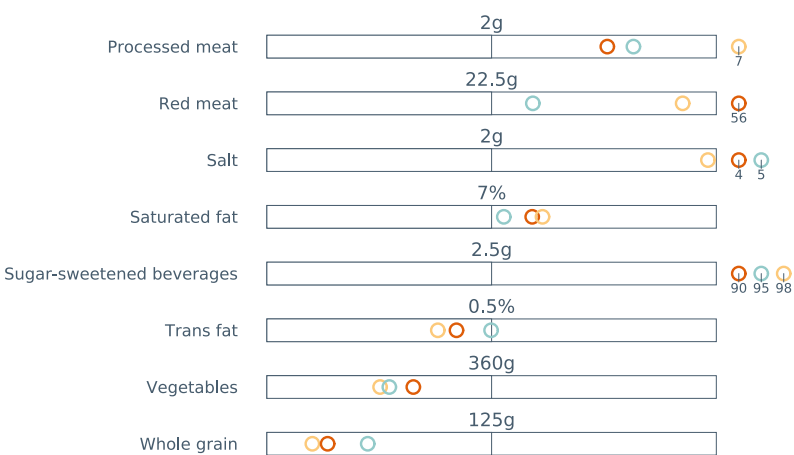 2g
Processed meat
7
22.5g
Red meat
56
2g
Salt
4 5
7%
Saturated fat
2.5g
Sugar-sweetened beverages
90 95 98
0.5%
Trans fat
360g
Vegetables
125g
Whole grain